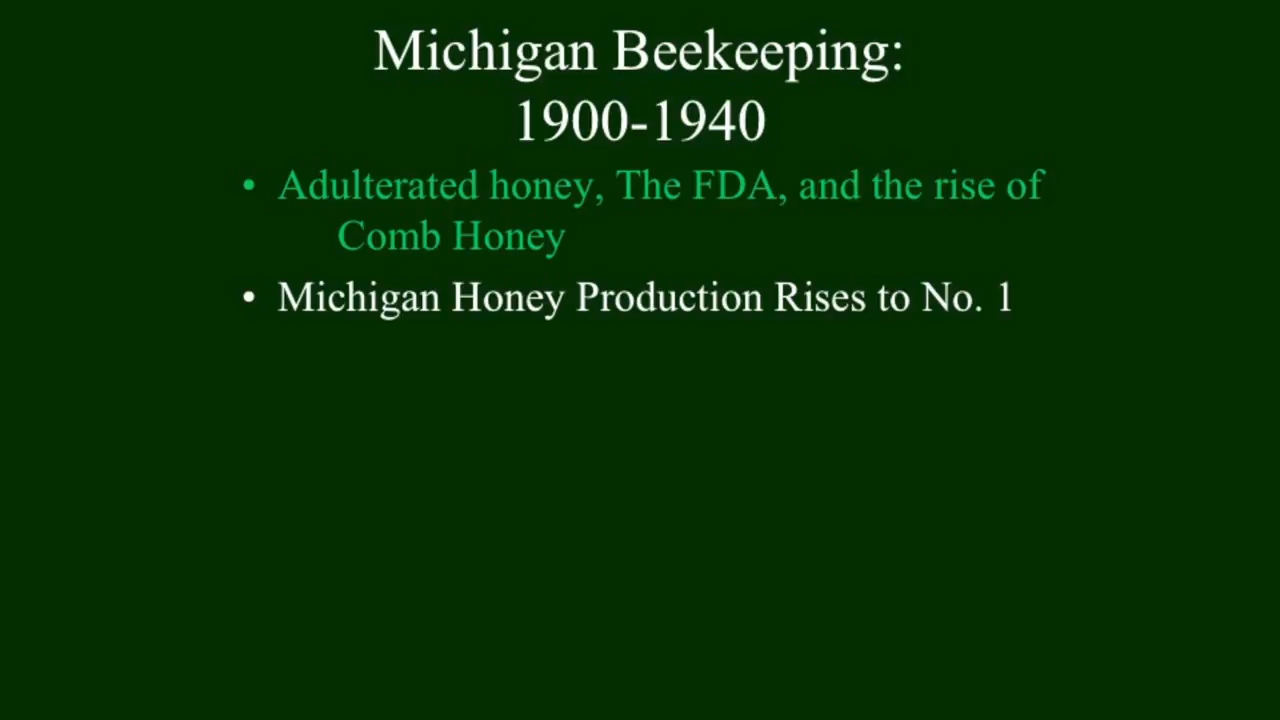 Michigan Beekeeping:
1900-1940
• Adulterated honey, The FDA, and the rise of
Comb Honey
• Michigan Honey Production Rises to No. 1